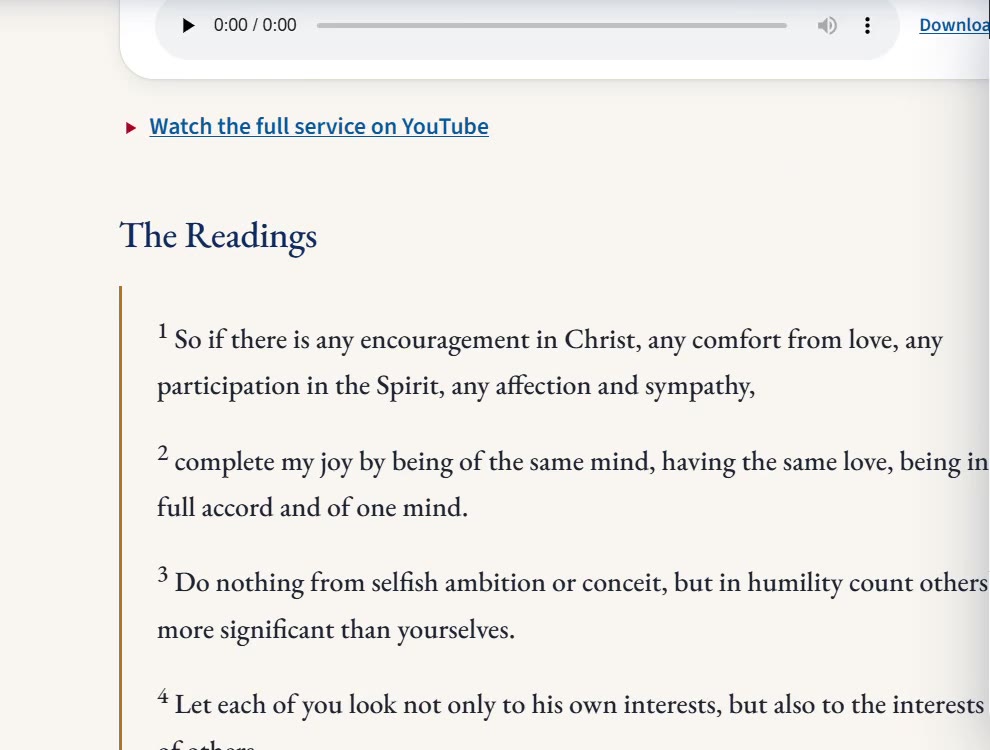 0:00 / 0:00
Watch the full service on YouTube
The Readings
1 So if there is any encouragement in Christ, any comfort from love, any
participation in the Spirit, any affection and sympathy,
2 complete my joy by being of the same mind, having the same love, being in
full accord and of one mind.
3 Do nothing from selfish ambition or conceit, but in humility count others
more significant than yourselves.
4 Let each of you look not only to his own interests, but also to the interests
of others.